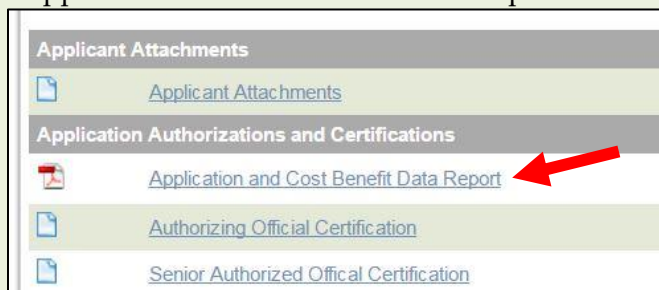 Applicant Attachments
Applicant Attachments
Application Authorizations and Certifications
Application and Cost Benefit Data Report
Authorizing Official Certification
Senior Authorized Offical Certification